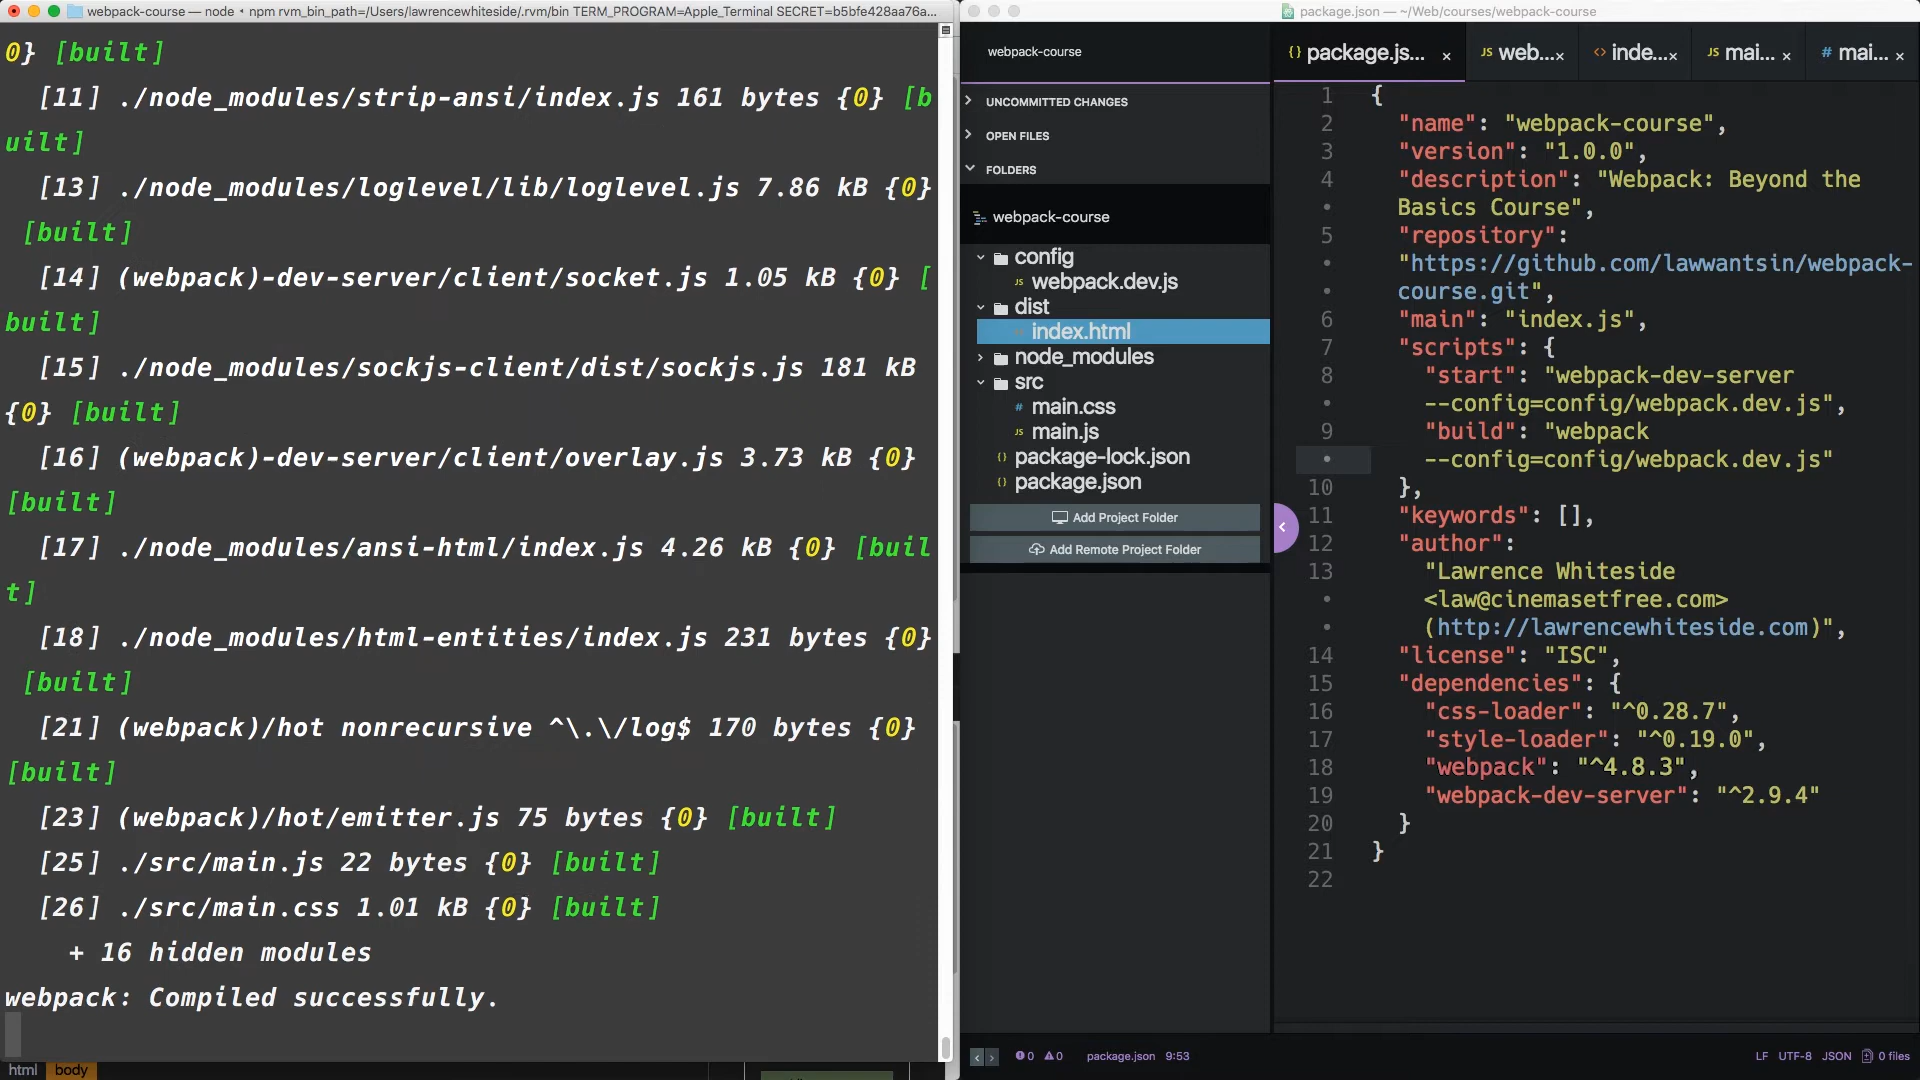 webpack-course — node • npm rvm_bin_path=/Users/lawrencewhiteside/.rvm/bin TERM_PROGRAM=Apple_Terminal SECRET=b5bfe428aa76a...
0} [built]
[11] ./node_modules/strip-ansi/index.js 161 bytes {0} [b
uilt]
[13] ./node_modules/loglevel/lib/loglevel.js 7.86 kB {0}
[built]
[14] (webpack)-dev-server/client/socket.js 1.05 kB {0} [
built]
[15] ./node_modules/sockjs-client/dist/sockjs.js 181 kB
{0} [built]
[16] (webpack)-dev-server/client/overlay.js 3.73 kB {0}
[built]
[17] ./node_modules/ansi-html/index.js 4.26 kB {0} [buil
t]
[18] ./node_modules/html-entities/index.js 231 bytes {0}
[built]
[21] (webpack)/hot nonrecursive ^\.\/log$ 170 bytes {0}
[built]
[23] (webpack)/hot/emitter.js 75 bytes {0} [built]
[25] ./src/main.js 22 bytes {0} [built]
[26] ./src/main.css 1.01 kB {0} [built]
+ 16 hidden modules
webpack: Compiled successfully.
html body
package.json — ~/Web/courses/webpack-course
webpack-course
UNCOMMITTED CHANGES
OPEN FILES
FOLDERS
webpack-course
config
JS webpack.dev.js
dist
index.html
node_modules
src
# main.css
JS main.js
{} package-lock.json
{} package.json
Add Project Folder
Add Remote Project Folder
{} package.js... × JS web...× <> inde...× JS mai... × # mai... ×
1 {
2 "name": "webpack-course",
3 "version": "1.0.0",
4 "description": "Webpack: Beyond the
• Basics Course",
5 "repository":
• "https://github.com/lawwantsin/webpack-
• course.git",
6 "main": "index.js",
7 "scripts": {
8 "start": "webpack-dev-server
• --config=config/webpack.dev.js",
9 "build": "webpack
• --config=config/webpack.dev.js"
10 },
11 "keywords": [],
12 "author":
13 "Lawrence Whiteside
• <law@cinemasetfree.com>
• (http://lawrencewhiteside.com)",
14 "license": "ISC",
15 "dependencies": {
16 "css-loader": "^0.28.7",
17 "style-loader": "^0.19.0",
18 "webpack": "^4.8.3",
19 "webpack-dev-server": "^2.9.4"
20 }
21 }
22
0 0 package.json 9:53 LF UTF-8 JSON 0 files